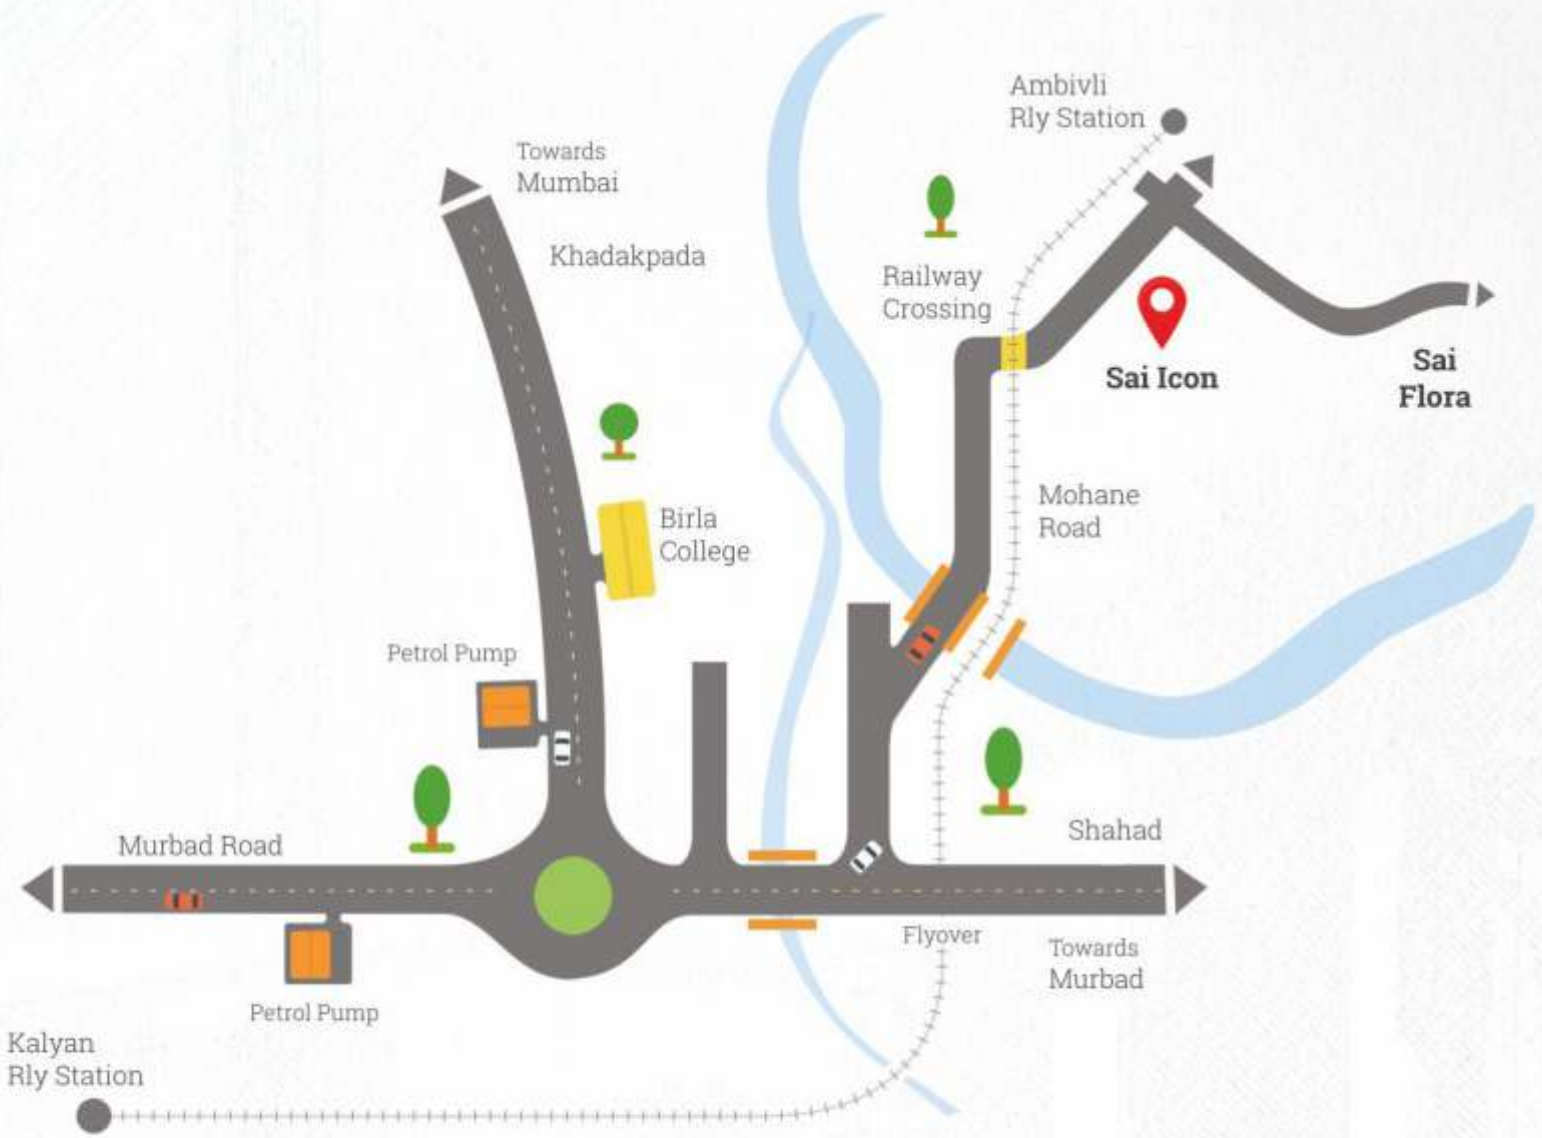 Ambivli
Rly Station
Towards
Mumbai
Khadakpada
Railway
Crossing
Sai Icon
Sai
Flora
Mohane
Road
Birla
College
Petrol Pump
Shahad
Murbad Road
Flyover
Towards
Murbad
Petrol Pump
Kalyan
Rly Station